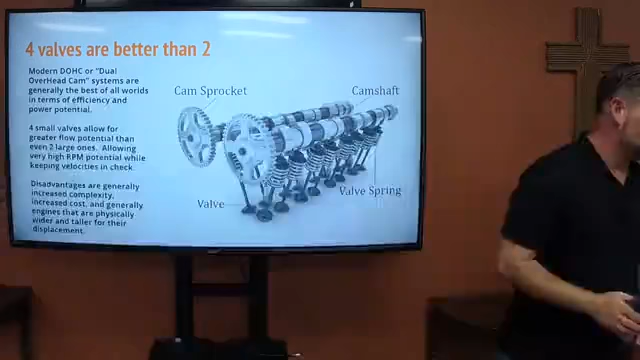 4 valves are better than 2
Modern DOHC or "Dual
OverHead Cam" systems are
generally the best of all worlds
in terms of efficiency and
power potential.
4 small valves allow for
greater flow potential than
even 2 large ones. Allowing
very high RPM potential while
keeping velocities in check.
Disadvantages are generally
increased complexity,
increased cost, and generally
engines that are physically
wider and taller for their
displacement.
Cam Sprocket
Camshaft
Valve
Valve Spring